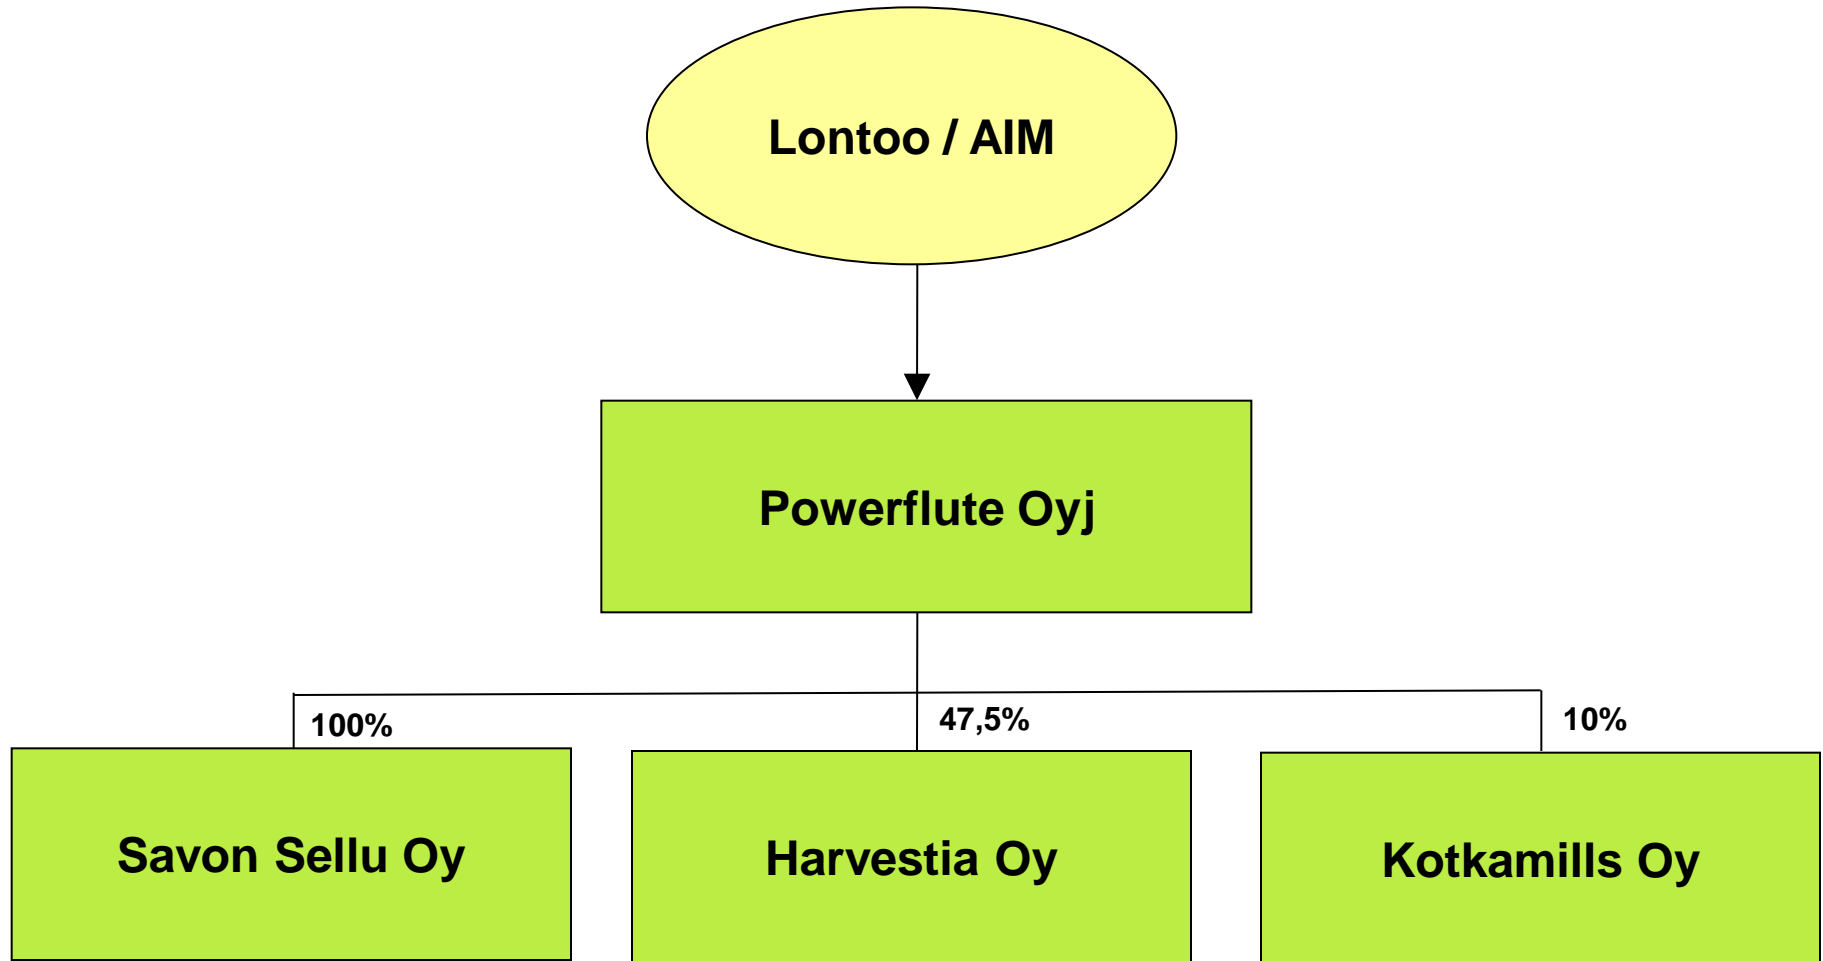 Lontoo / AIM
Powerflute Oyj
100%
47,5%
10%
Savon Sellu Oy
Harvestia Oy
Kotkamills Oy